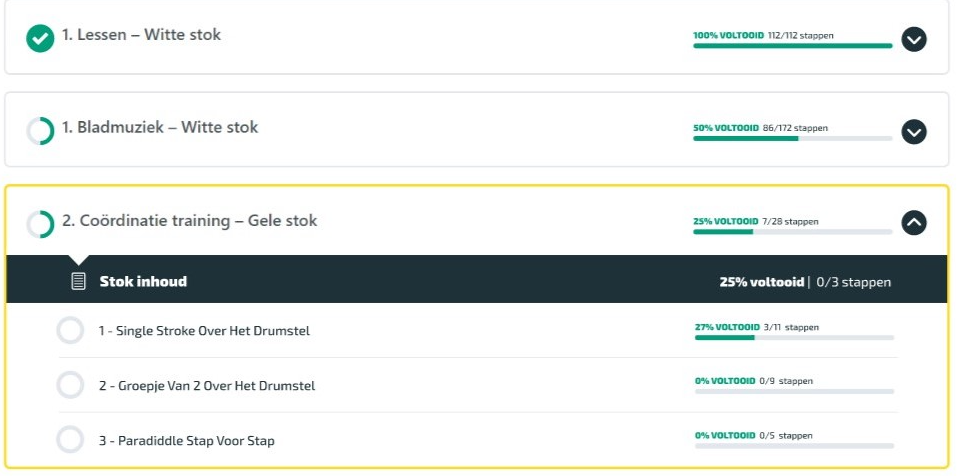 1. Lessen – Witte stok
100% VOLTOOID 112/112 stappen
1. Bladmuziek – Witte stok
50% VOLTOOID 86/172 stappen
2. Coördinatie training – Gele stok
25% VOLTOOID 7/28 stappen
Stok inhoud
25% voltooid | 0/3 stappen
1 - Single Stroke Over Het Drumstel
27% VOLTOOID 3/11 stappen
2 - Groepje Van 2 Over Het Drumstel
0% VOLTOOID 0/9 stappen
3 - Paradiddle Stap Voor Stap
0% VOLTOOID 0/5 stappen